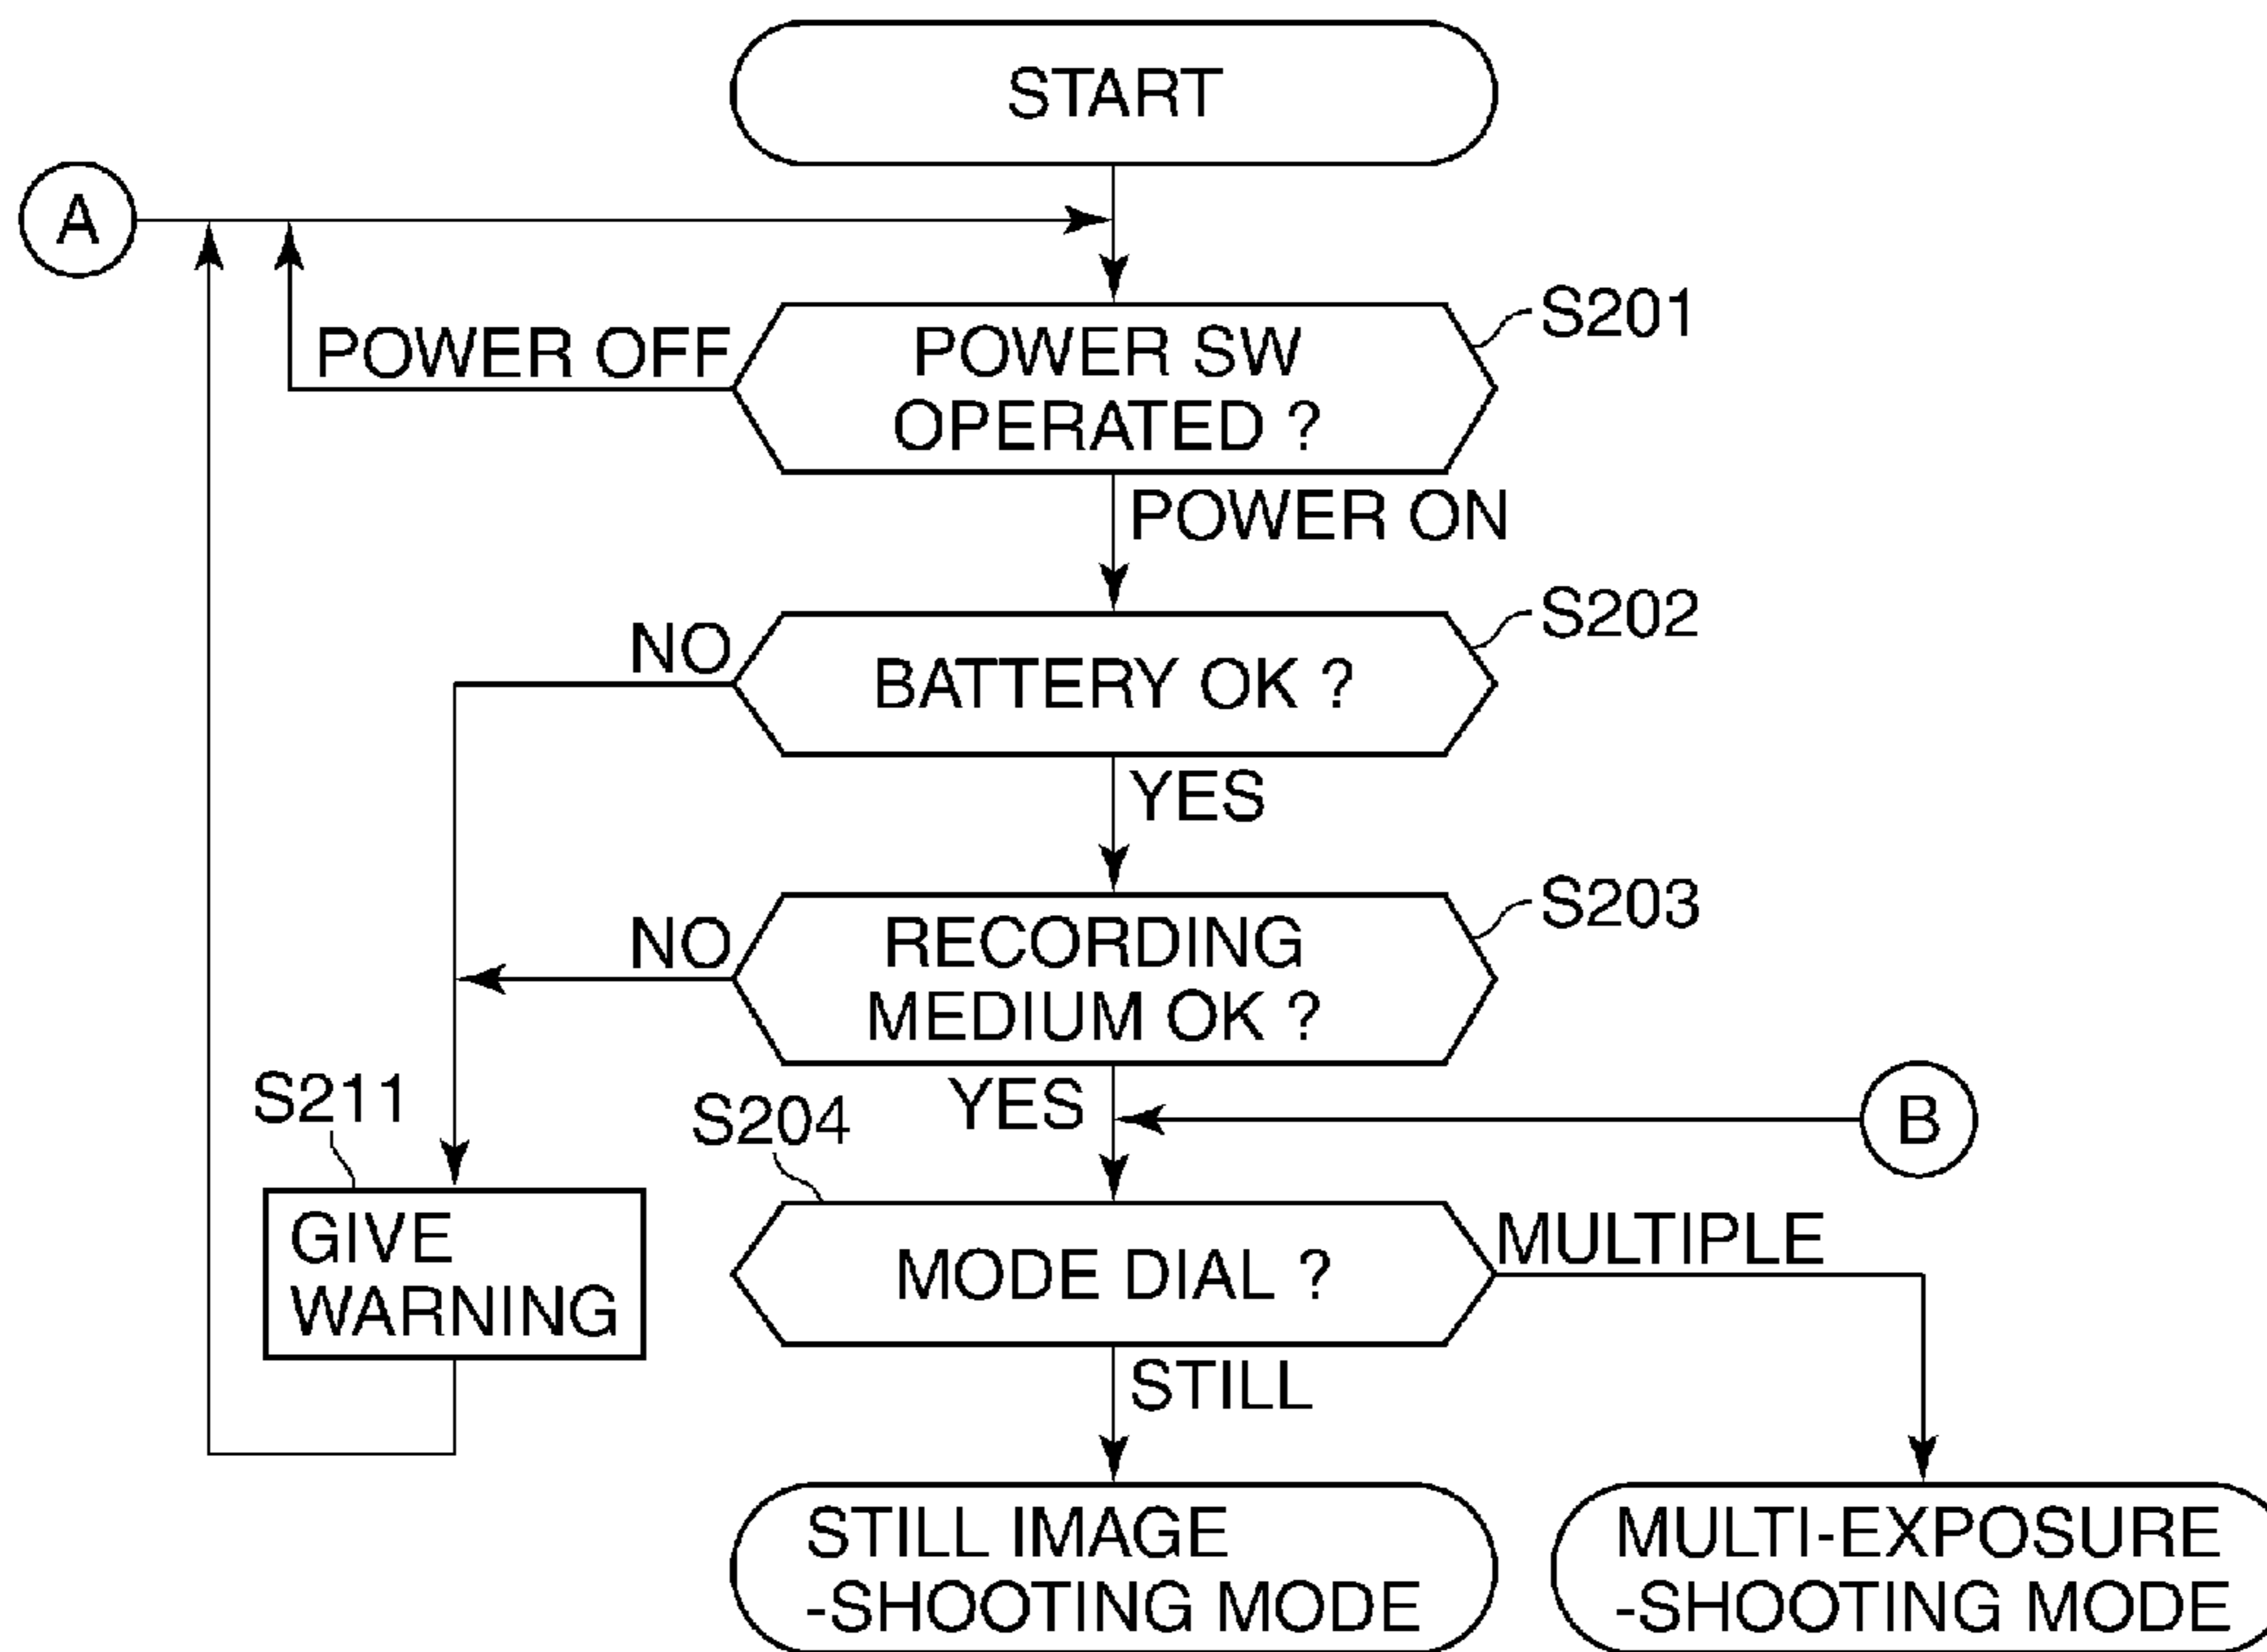 START
A
POWER OFF
POWER SW
OPERATED ?
S201
POWER ON
NO
BATTERY OK ?
S202
YES
NO
RECORDING
MEDIUM OK ?
S203
YES
B
S211
S204
GIVE
WARNING
MODE DIAL ?
MULTIPLE
STILL
STILL IMAGE
-SHOOTING MODE
MULTI-EXPOSURE
-SHOOTING MODE